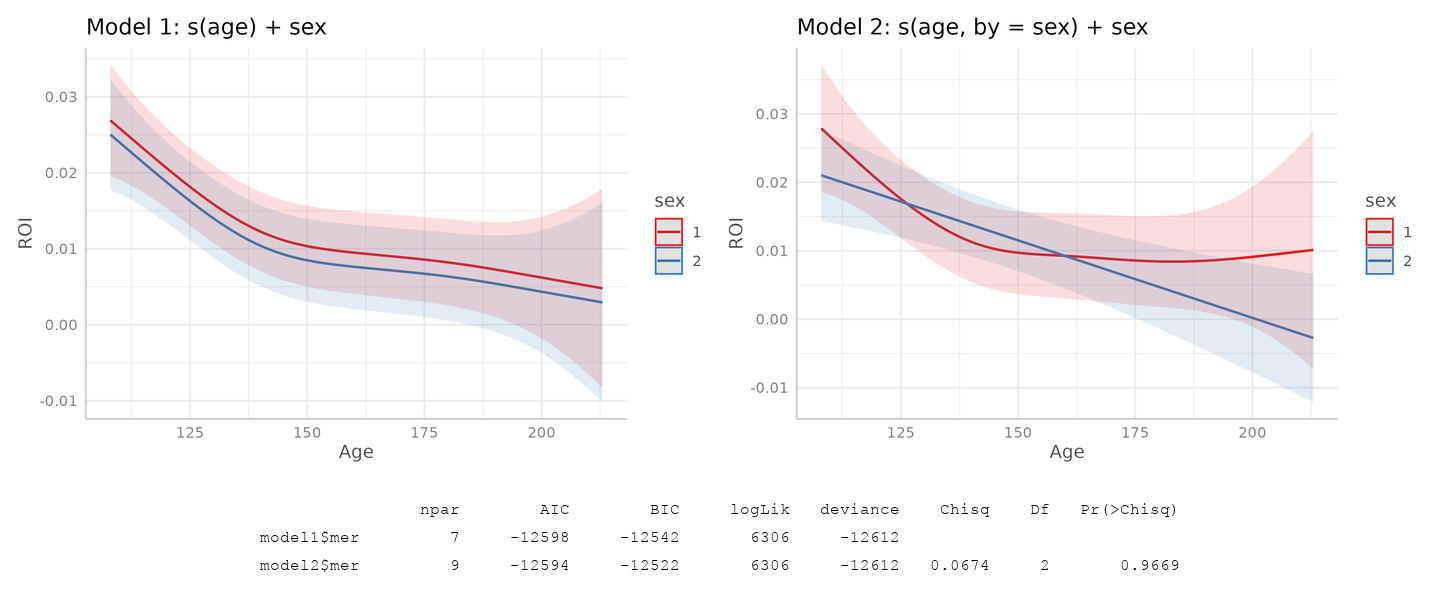 Model 1: s(age) + sex
0.03
0.02
0.01
0.00
-0.01
ROI
125 150 175 200
Age
sex
1
2
Model 2: s(age, by = sex) + sex
0.03
0.02
0.01
0.00
-0.01
ROI
125 150 175 200
Age
sex
1
2
npar AIC BIC logLik deviance Chisq Df Pr(>Chisq)
model1$mer 7 -12598 -12542 6306 -12612
model2$mer 9 -12594 -12522 6306 -12612 0.0674 2 0.9669